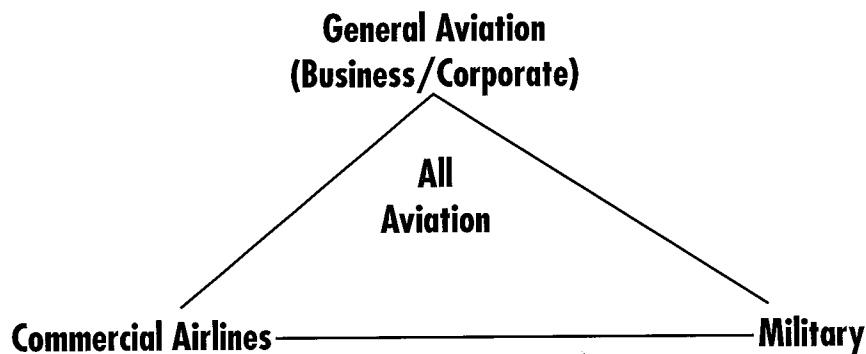 General Aviation
(Business/Corporate)
All
Aviation
Commercial Airlines
Military